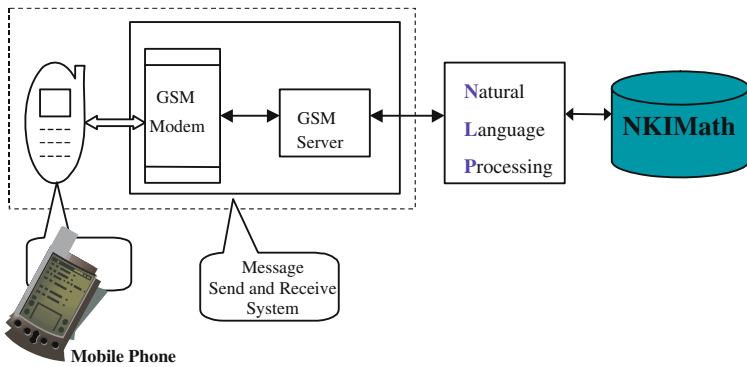 GSM
Modem
GSM
Server
Natural
Language
Processing
NKIMath
Message
Send and Receive
System
Mobile Phone